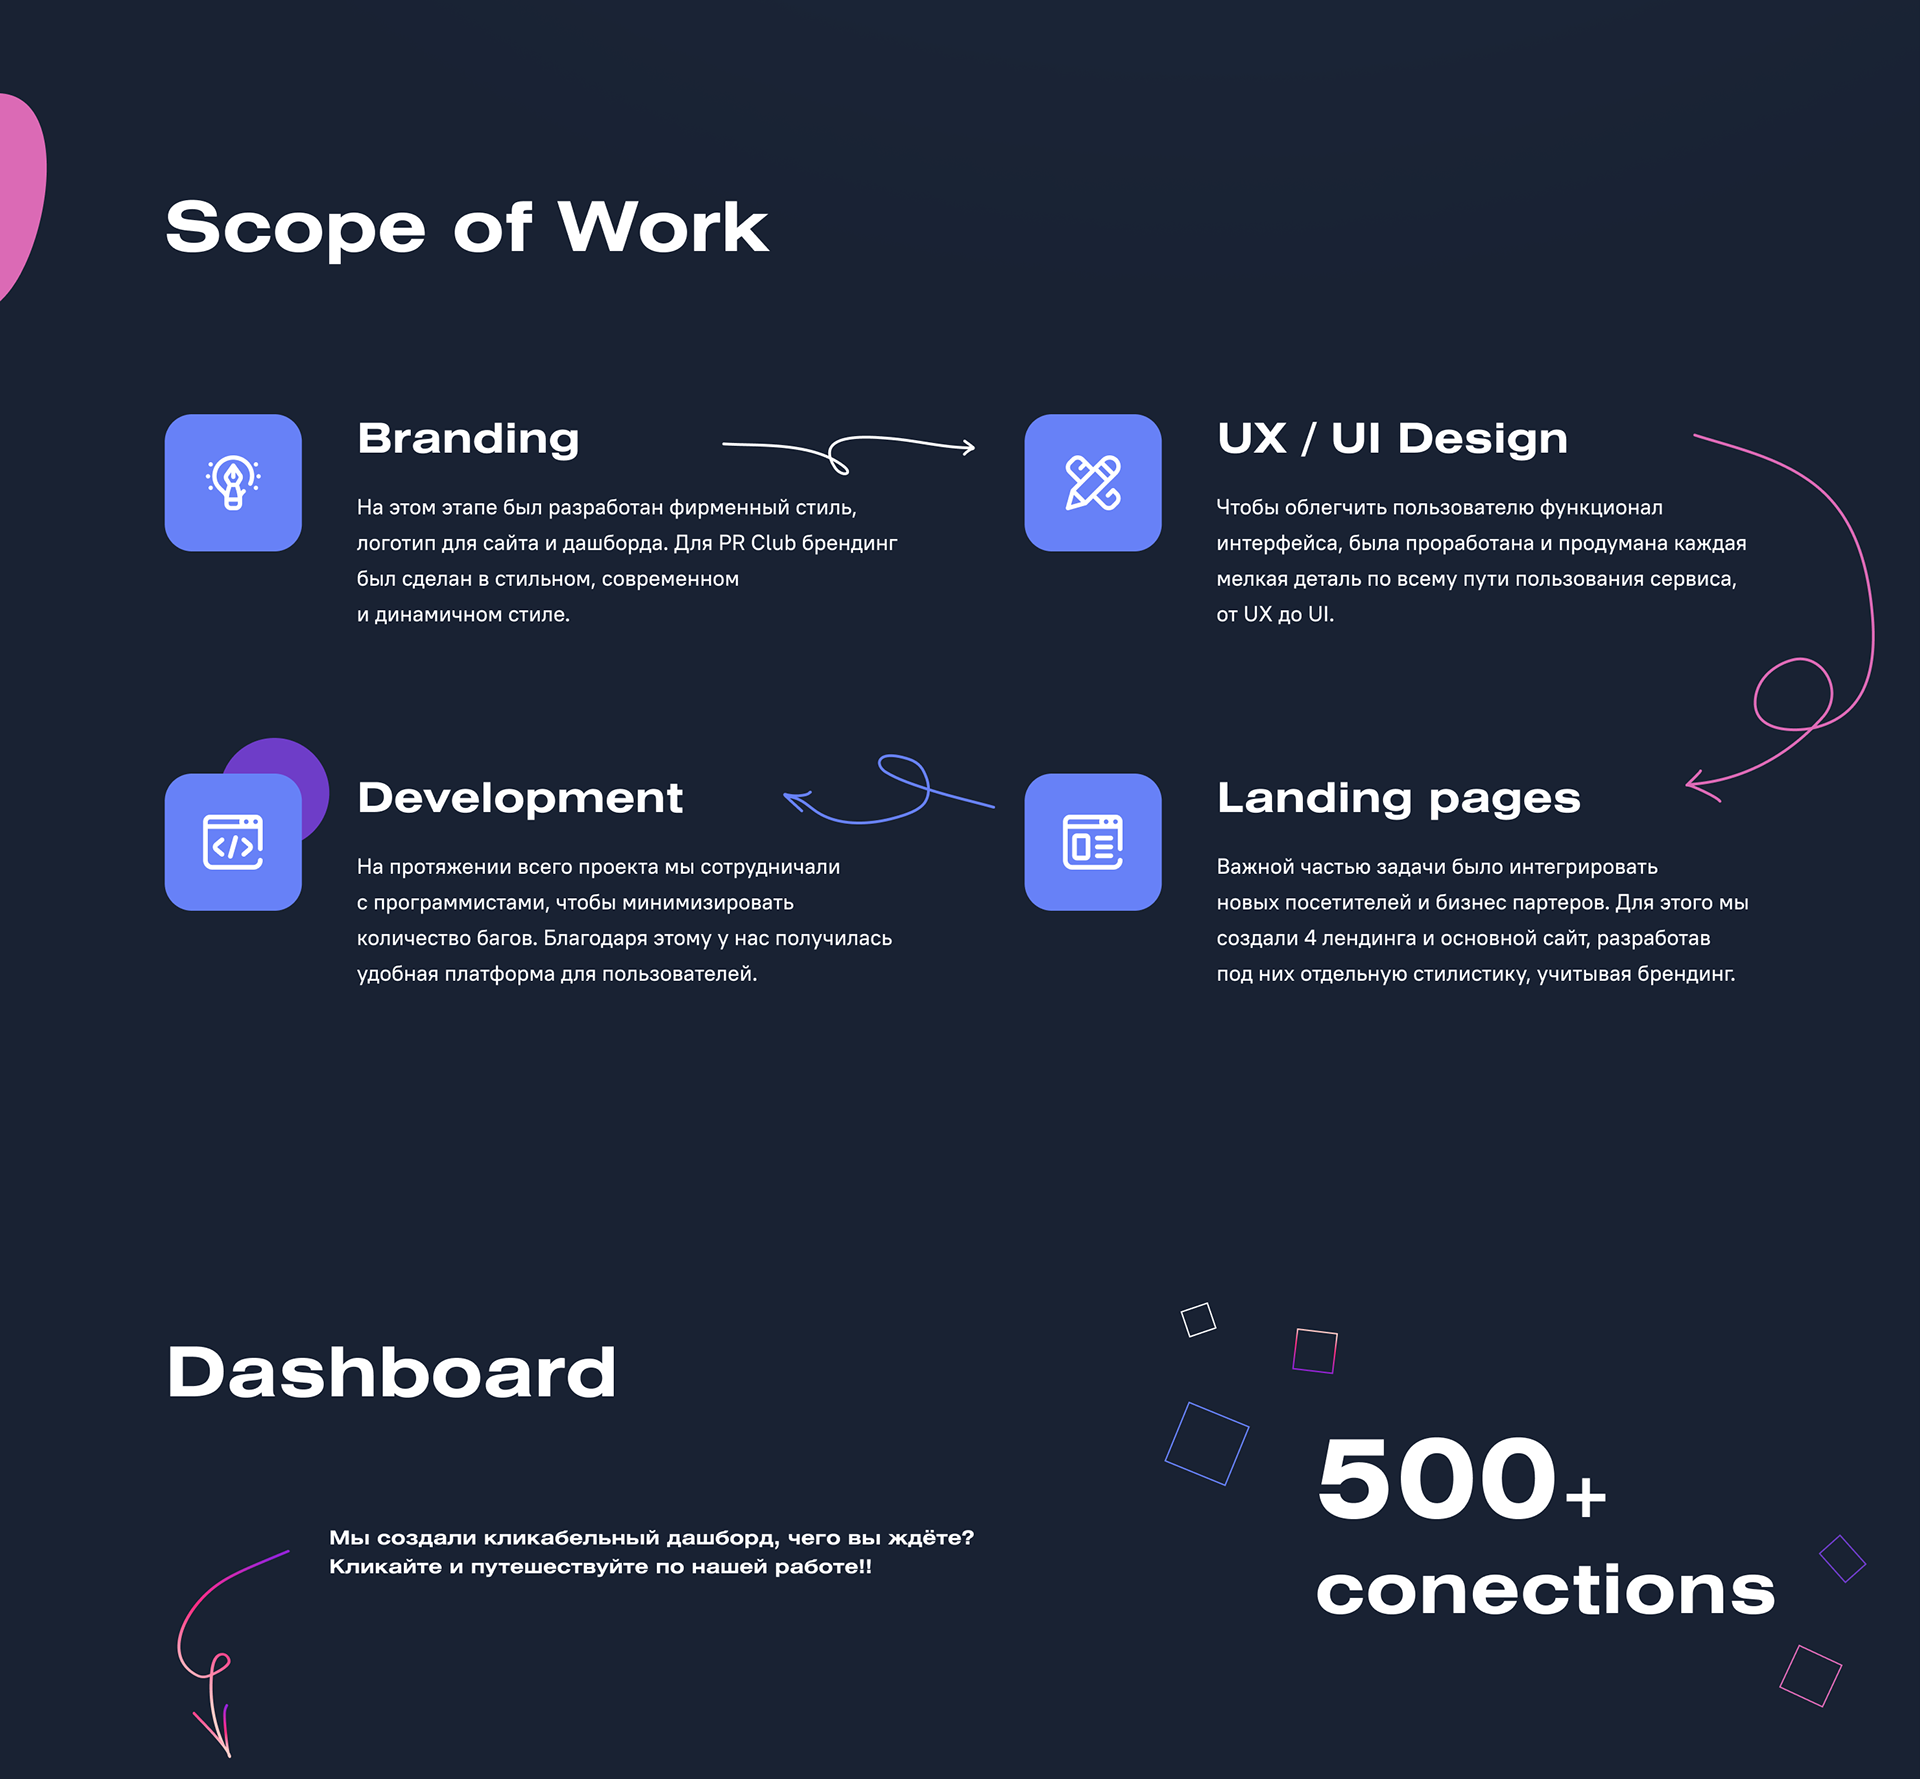 Scope of Work
Branding
На этом этапе был разработан фирменный стиль,
логотип для сайта и дашборда. Для PR Club брендинг
был сделан в стильном, современном
и динамичном стиле.
UX / UI Design
Чтобы облегчить пользователю функционал
интерфейса, была проработана и продумана каждая
мелкая деталь по всему пути пользования сервиса,
от UX до UI.
Development
На протяжении всего проекта мы сотрудничали
с программистами, чтобы минимизировать
количество багов. Благодаря этому у нас получилась
удобная платформа для пользователей.
Landing pages
Важной частью задачи было интегрировать
новых посетителей и бизнес партеров. Для этого мы
создали 4 лендинга и основной сайт, разработав
под них отдельную стилистику, учитывая брендинг.
Dashboard
Мы создали кликабельный дашборд, чего вы ждёте?
Кликайте и путешествуйте по нашей работе!!
500+
conections